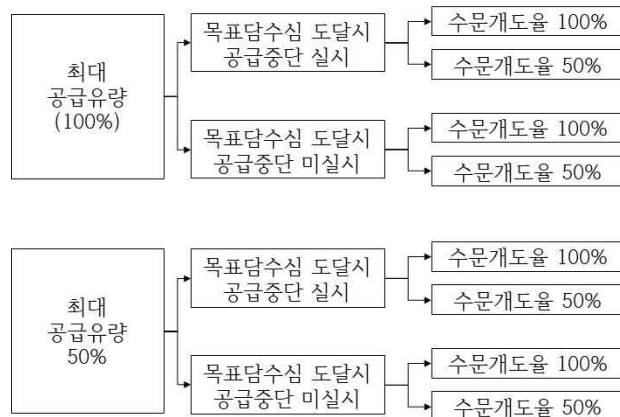 최대
공급유량
(100%)
목표담수심 도달시
공급중단 실시
수문개도율 100%
수문개도율 50%
목표담수심 도달시
공급중단 미실시
수문개도율 100%
수문개도율 50%
최대
공급유량
50%
목표담수심 도달시
공급중단 실시
수문개도율 100%
수문개도율 50%
목표담수심 도달시
공급중단 미실시
수문개도율 100%
수문개도율 50%